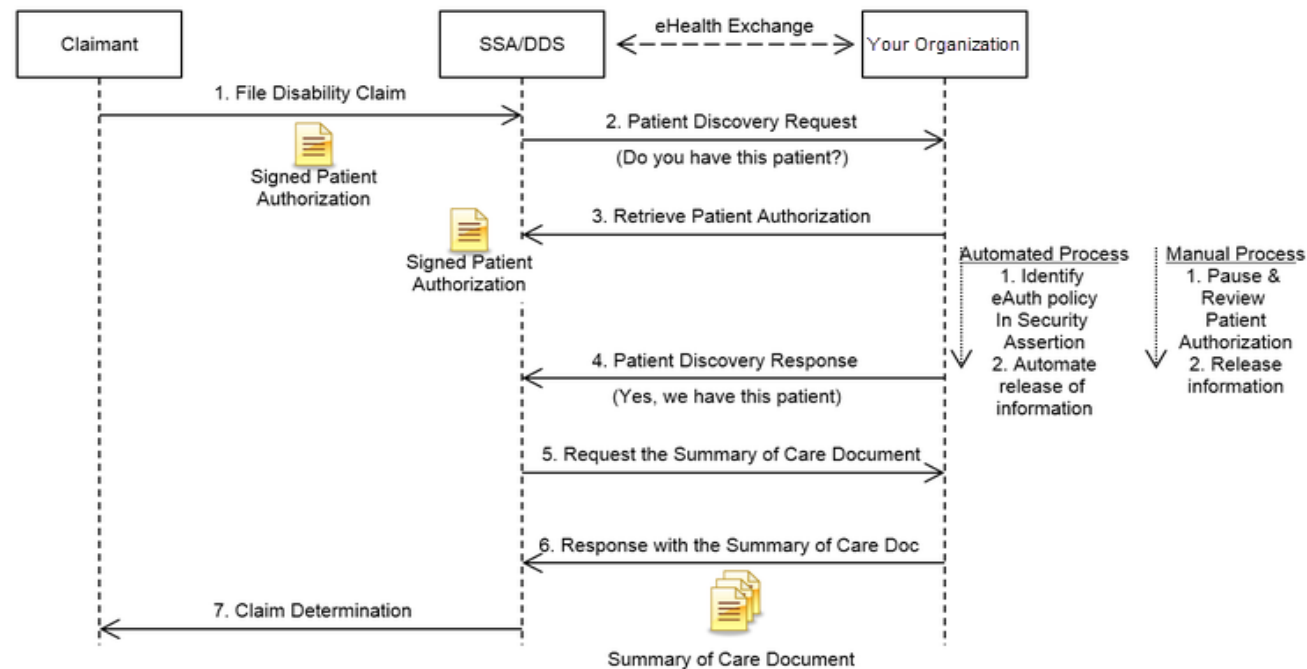 Claimant
SSA/DDS
eHealth Exchange
Your Organization
1. File Disability Claim
Signed Patient
Authorization
2. Patient Discovery Request
(Do you have this patient?)
3. Retrieve Patient Authorization
Signed Patient
Authorization
Automated Process
1. Identify
eAuth policy
In Security
Assertion
2. Automate
release of
information
Manual Process
1. Pause &
Review
Patient
Authorization
2. Release
information
4. Patient Discovery Response
(Yes, we have this patient)
5. Request the Summary of Care Document
6. Response with the Summary of Care Doc
7. Claim Determination
Summary of Care Document